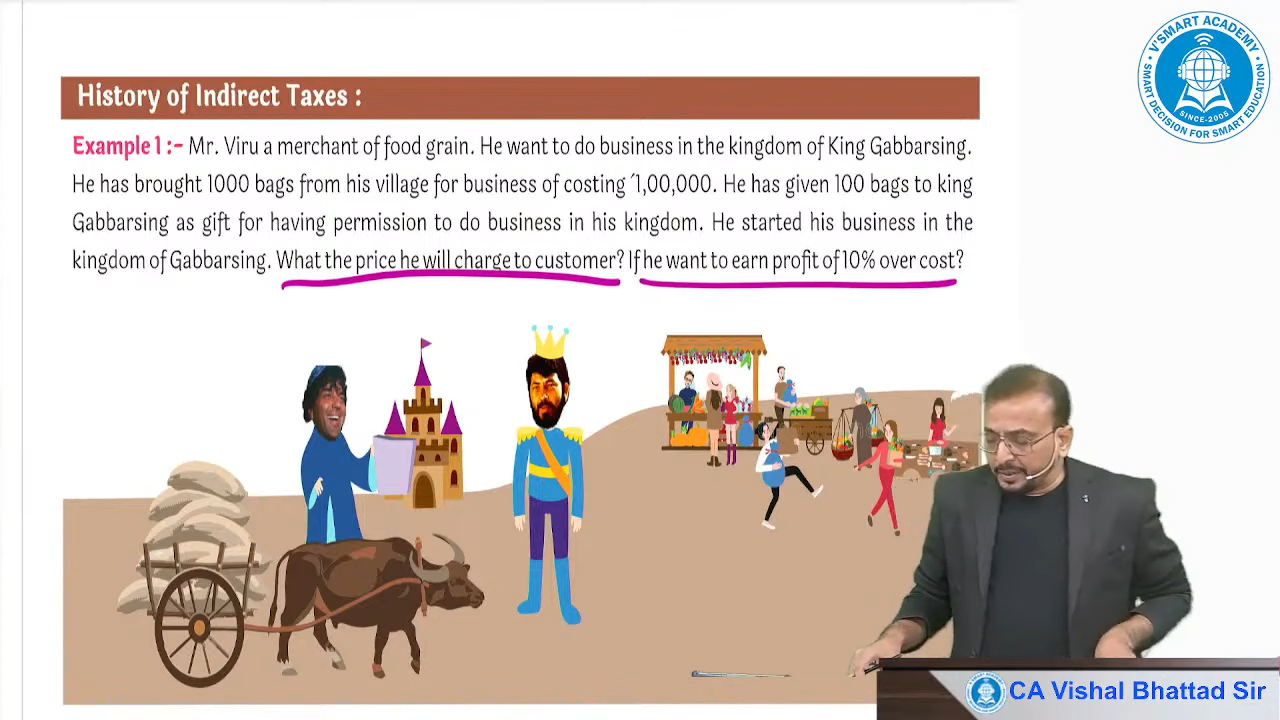 History of Indirect Taxes :
Example 1 :- Mr. Viru a merchant of food grain. He want to do business in the kingdom of King Gabbarsing.
He has brought 1000 bags from his village for business of costing ´1,00,000. He has given 100 bags to king
Gabbarsing as gift for having permission to do business in his kingdom. He started his business in the
kingdom of Gabbarsing. What the price he will charge to customer? If he want to earn profit of 10% over cost?
V'SMART ACADEMY
SINCE-2005
SMART DECISION FOR SMART EDUCATION
CA Vishal Bhattad Sir